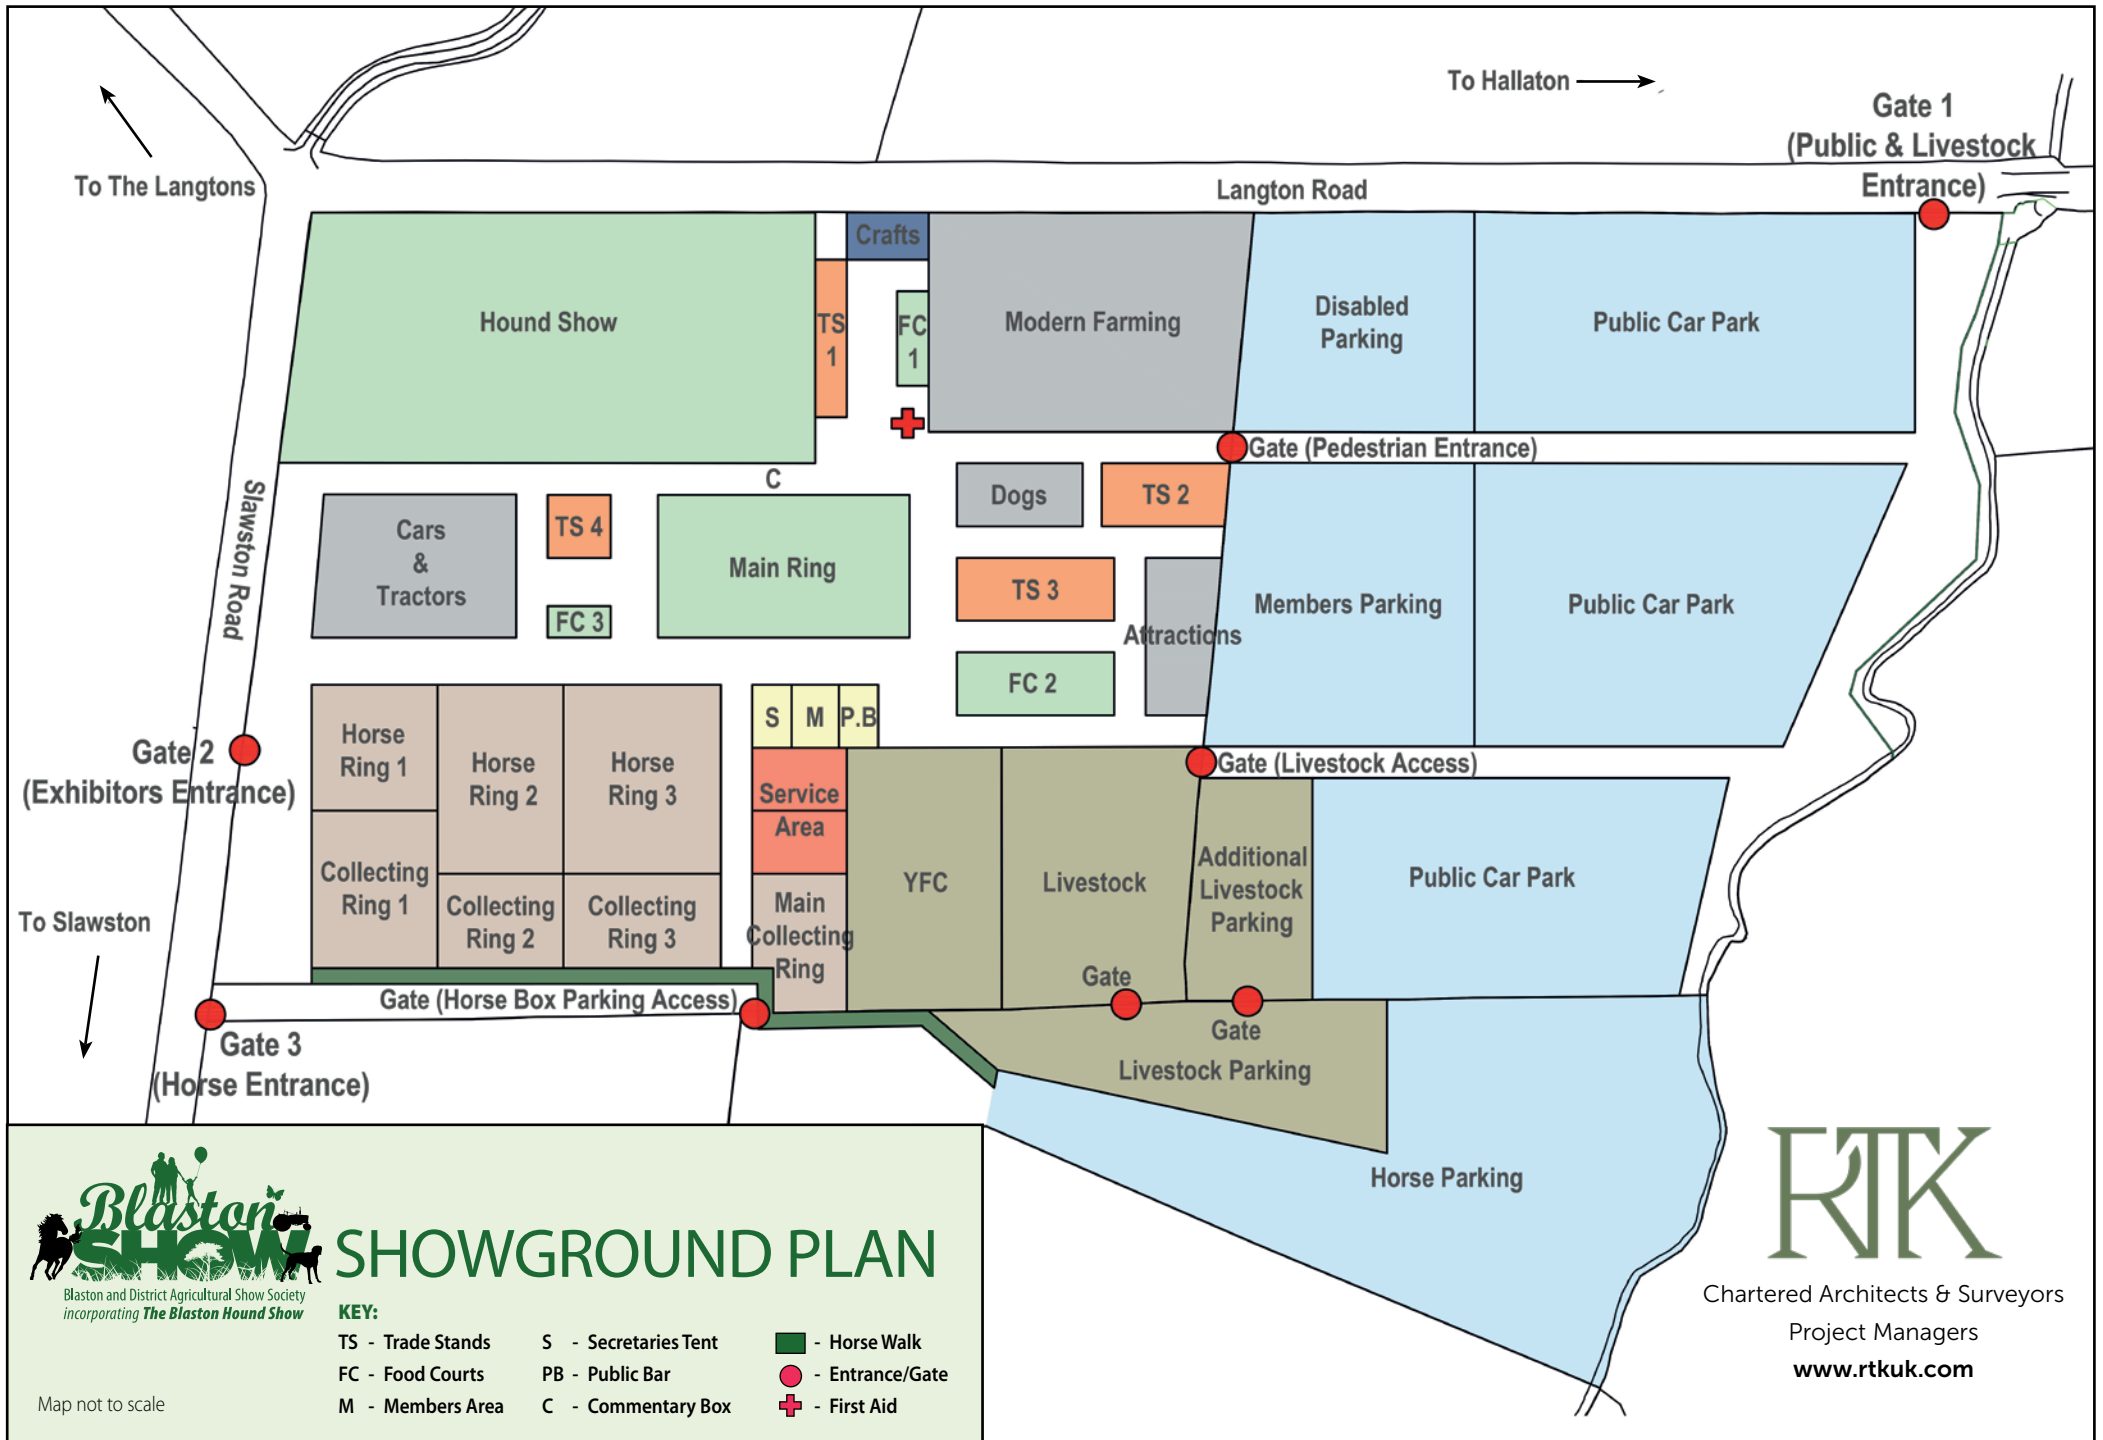 To Hallaton
Gate 1
(Public & Livestock
Entrance)
To The Langtons
Langton Road
Crafts
Hound Show
TS
1
FC
1
Modern Farming
Disabled
Parking
Public Car Park
Gate (Pedestrian Entrance)
C
Slawston Road
Cars
&
Tractors
TS 4
FC 3
Main Ring
Dogs
TS 2
TS 3
Attractions
FC 2
Members Parking
Public Car Park
Gate 2
(Exhibitors Entrance)
Horse
Ring 1
Horse
Ring 2
Horse
Ring 3
S
M
P.B
Service
Area
Gate (Livestock Access)
Collecting
Ring 1
Collecting
Ring 2
Collecting
Ring 3
Main
Collecting
Ring
YFC
Livestock
Additional
Livestock
Parking
Public Car Park
To Slawston
Gate
Gate
Gate (Horse Box Parking Access)
Gate 3
(Horse Entrance)
Livestock Parking
Horse Parking
Blaston
SHOW
Blaston and District Agricultural Show Society
incorporating The Blaston Hound Show
Map not to scale
SHOWGROUND PLAN
KEY:
TS - Trade Stands
FC - Food Courts
M - Members Area
S - Secretaries Tent
PB - Public Bar
C - Commentary Box
- Horse Walk
- Entrance/Gate
- First Aid
RTK
Chartered Architects & Surveyors
Project Managers
www.rtkuk.com